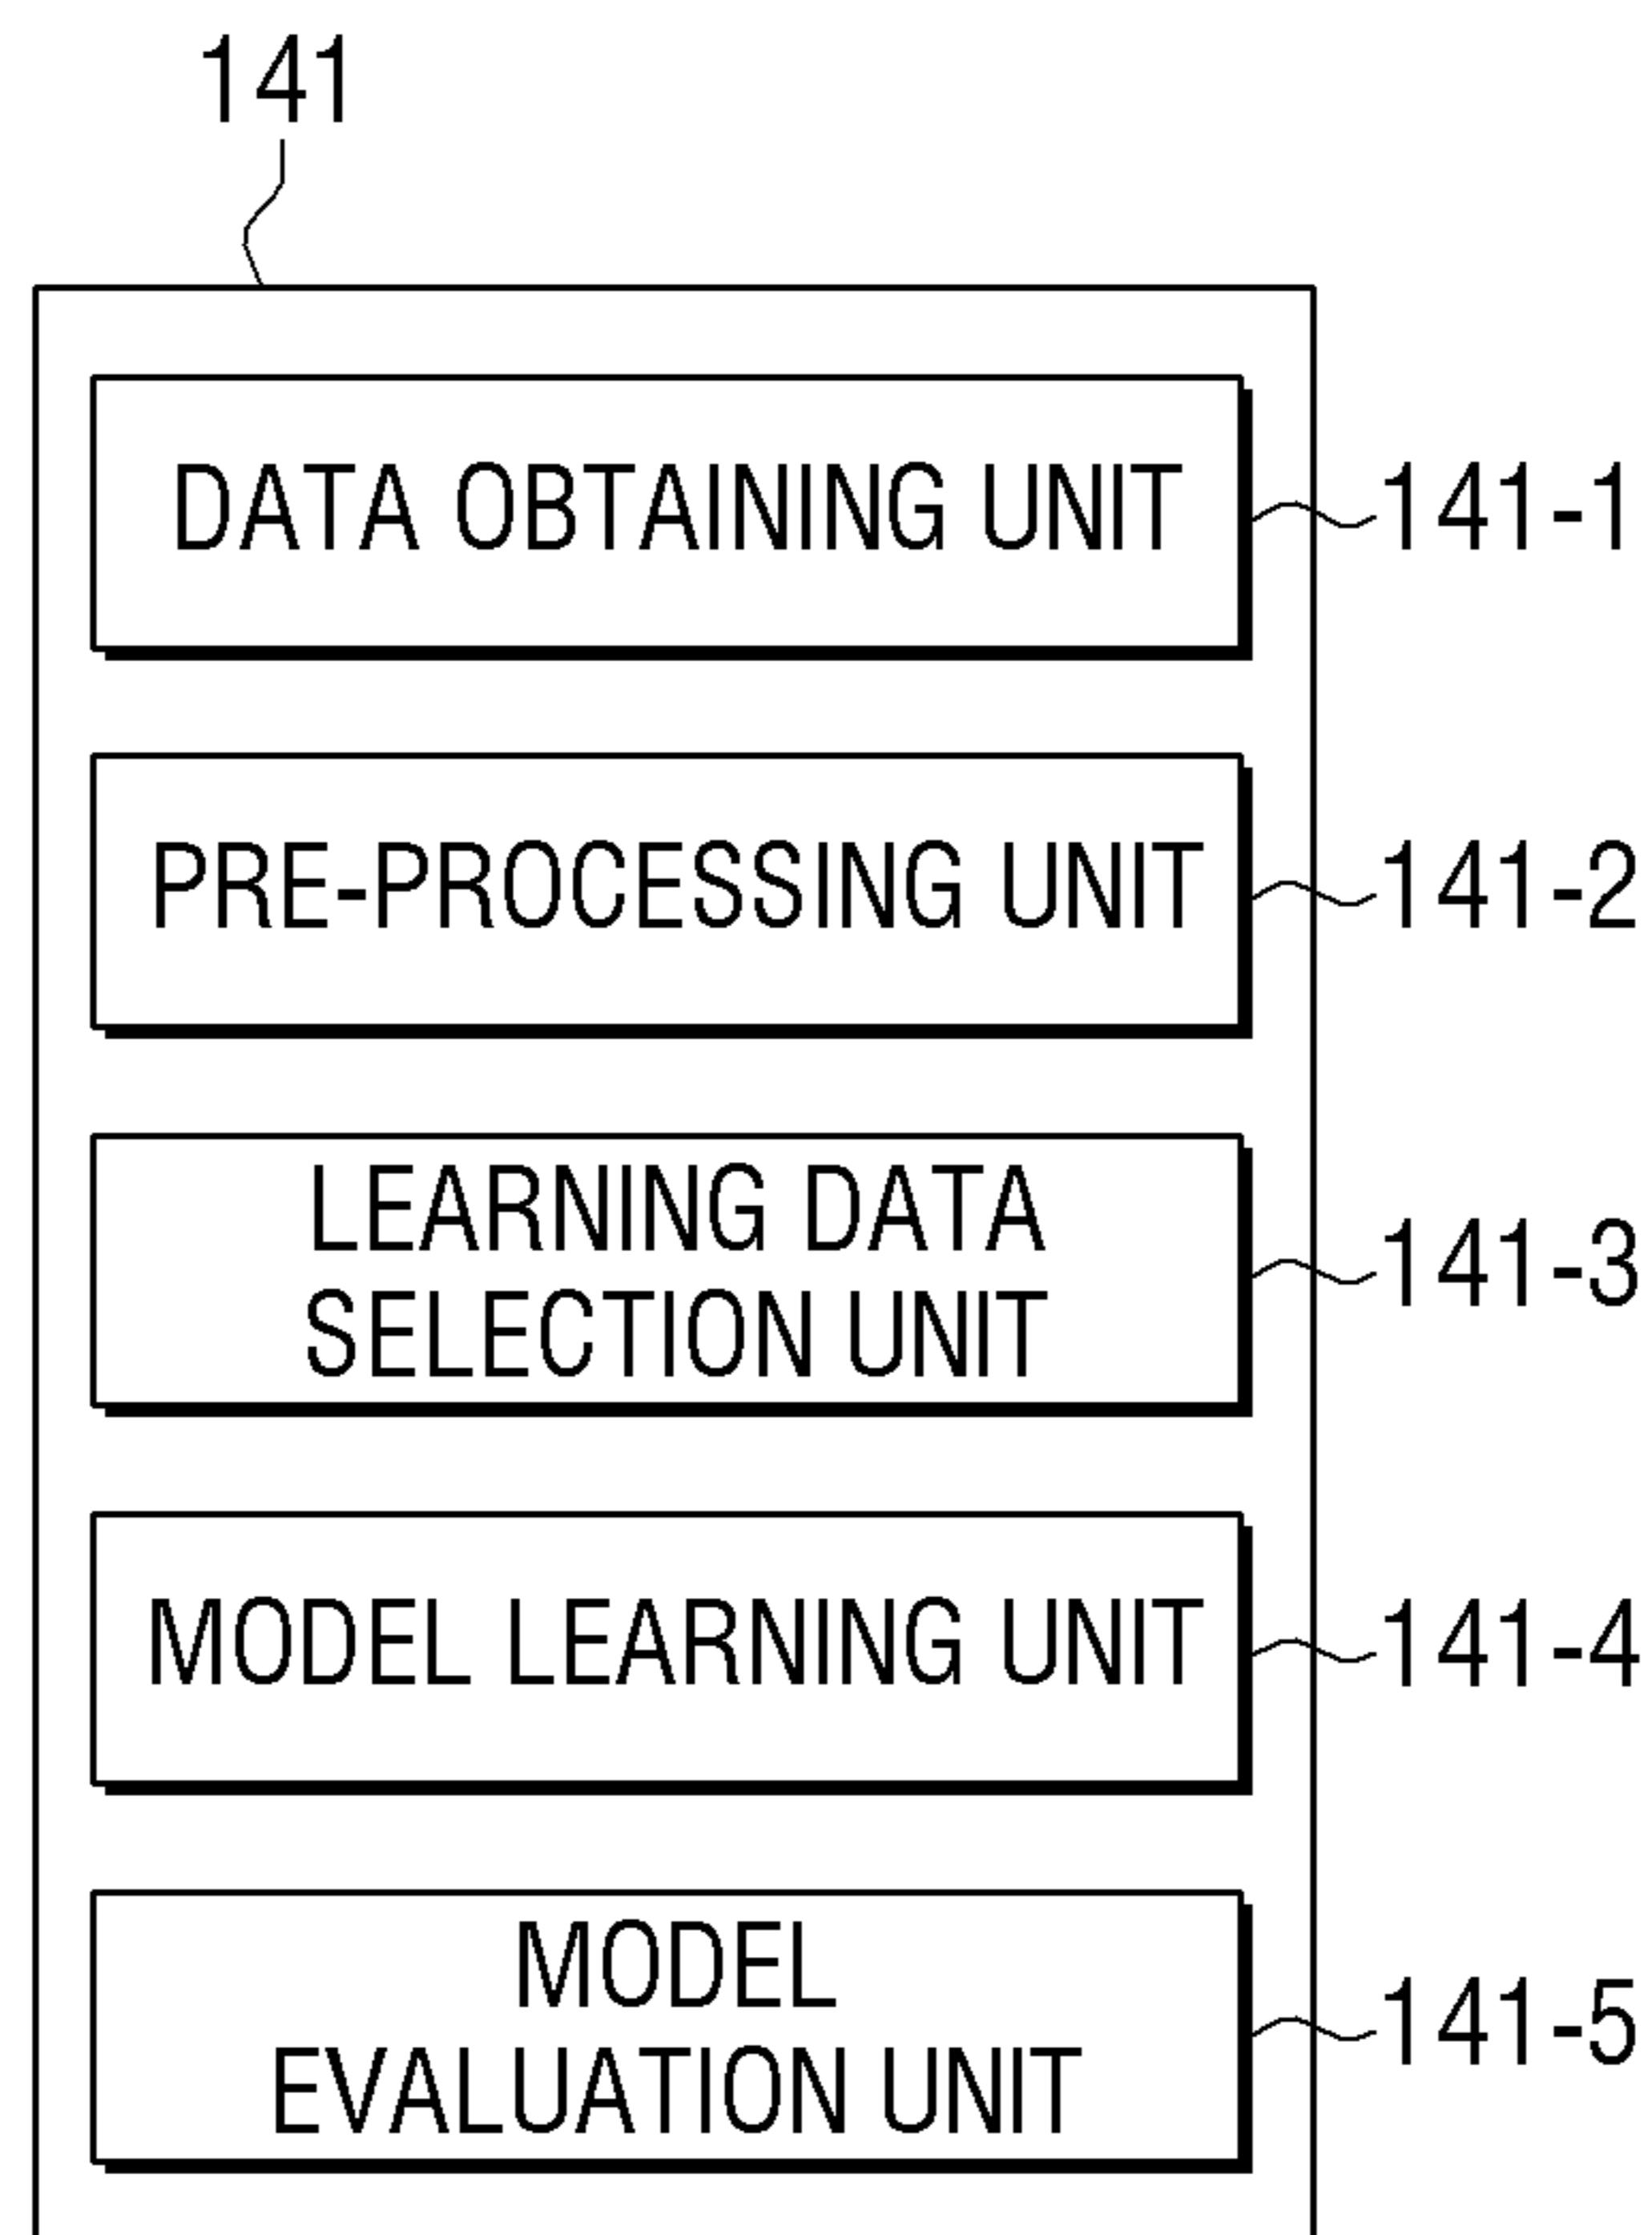 141
DATA OBTAINING UNIT
141-1
PRE-PROCESSING UNIT
141-2
LEARNING DATA
SELECTION UNIT
141-3
MODEL LEARNING UNIT
141-4
MODEL
EVALUATION UNIT
141-5